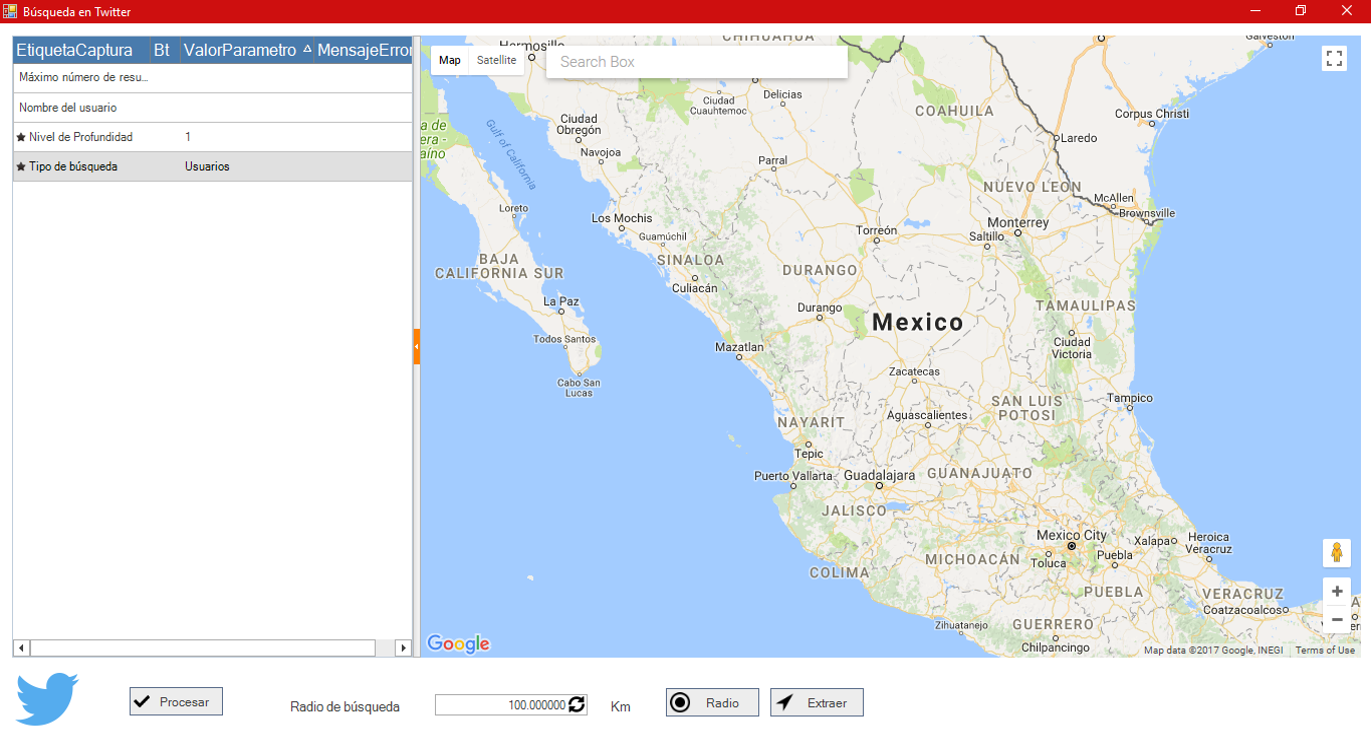 Búsqueda en Twitter
EtiquetaCaptura Bt ValorParametro MensajeError
Máximo número de resu...
Nombre del usuario
Nivel de Profundidad 1
Tipo de búsqueda Usuarios
Map Satellite
Search Box
Hermosillo
CHIHUAHUA
Galveston
Delicias
Ciudad
Cuauhtemoc
COAHUILA
Corpus Christi
Ciudad
Obregón
Gulf of California
Laredo
Navojoa
Parral
NUEVO LEON
McAllen
Brownsville
Loreto
Los Mochis
Monterrey
Torreón
Saltillo
Guamúchil
BAJA
CALIFORNIA SUR
SINALOA
DURANGO
Culiacán
La Paz
Durango
TAMAULIPAS
Mexico
Todos Santos
Mazatlan
Ciudad
Victoria
Zacatecas
Cabo San
Lucas
SAN LUIS
POTOSI
Tampico
Aguascalientes
NAYARIT
Tepic
Puerto Vallarta
Guadalajara
GUANAJUATO
JALISCO
Mexico City
Xalapa
Heroica
Veracruz
MICHOACÁN
Toluca
Puebla
COLIMA
PUEBLA
VERACRUZ
Coatzacoalcos
Zihuatanejo
GUERRERO
Chilpancingo
Google
Map data ©2017 Google, INEGI Terms of Use
Procesar
Radio de búsqueda
100.000000
Km
Radio
Extraer